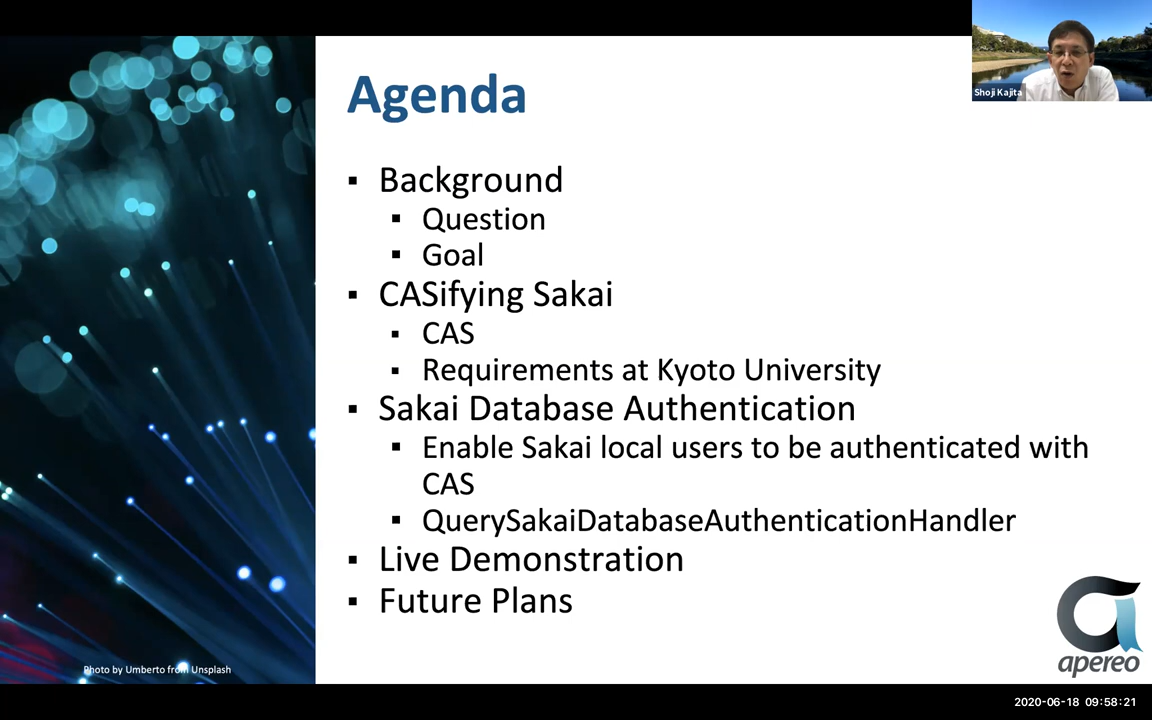 Shoji Kajita
Agenda
▪ Background
▪ Question
▪ Goal
▪ CASifying Sakai
▪ CAS
▪ Requirements at Kyoto University
▪ Sakai Database Authentication
▪ Enable Sakai local users to be authenticated with
CAS
▪ QuerySakaiDatabaseAuthenticationHandler
▪ Live Demonstration
▪ Future Plans
apereo
Photo by Umberto from Unsplash
2020-06-18 09:58:21